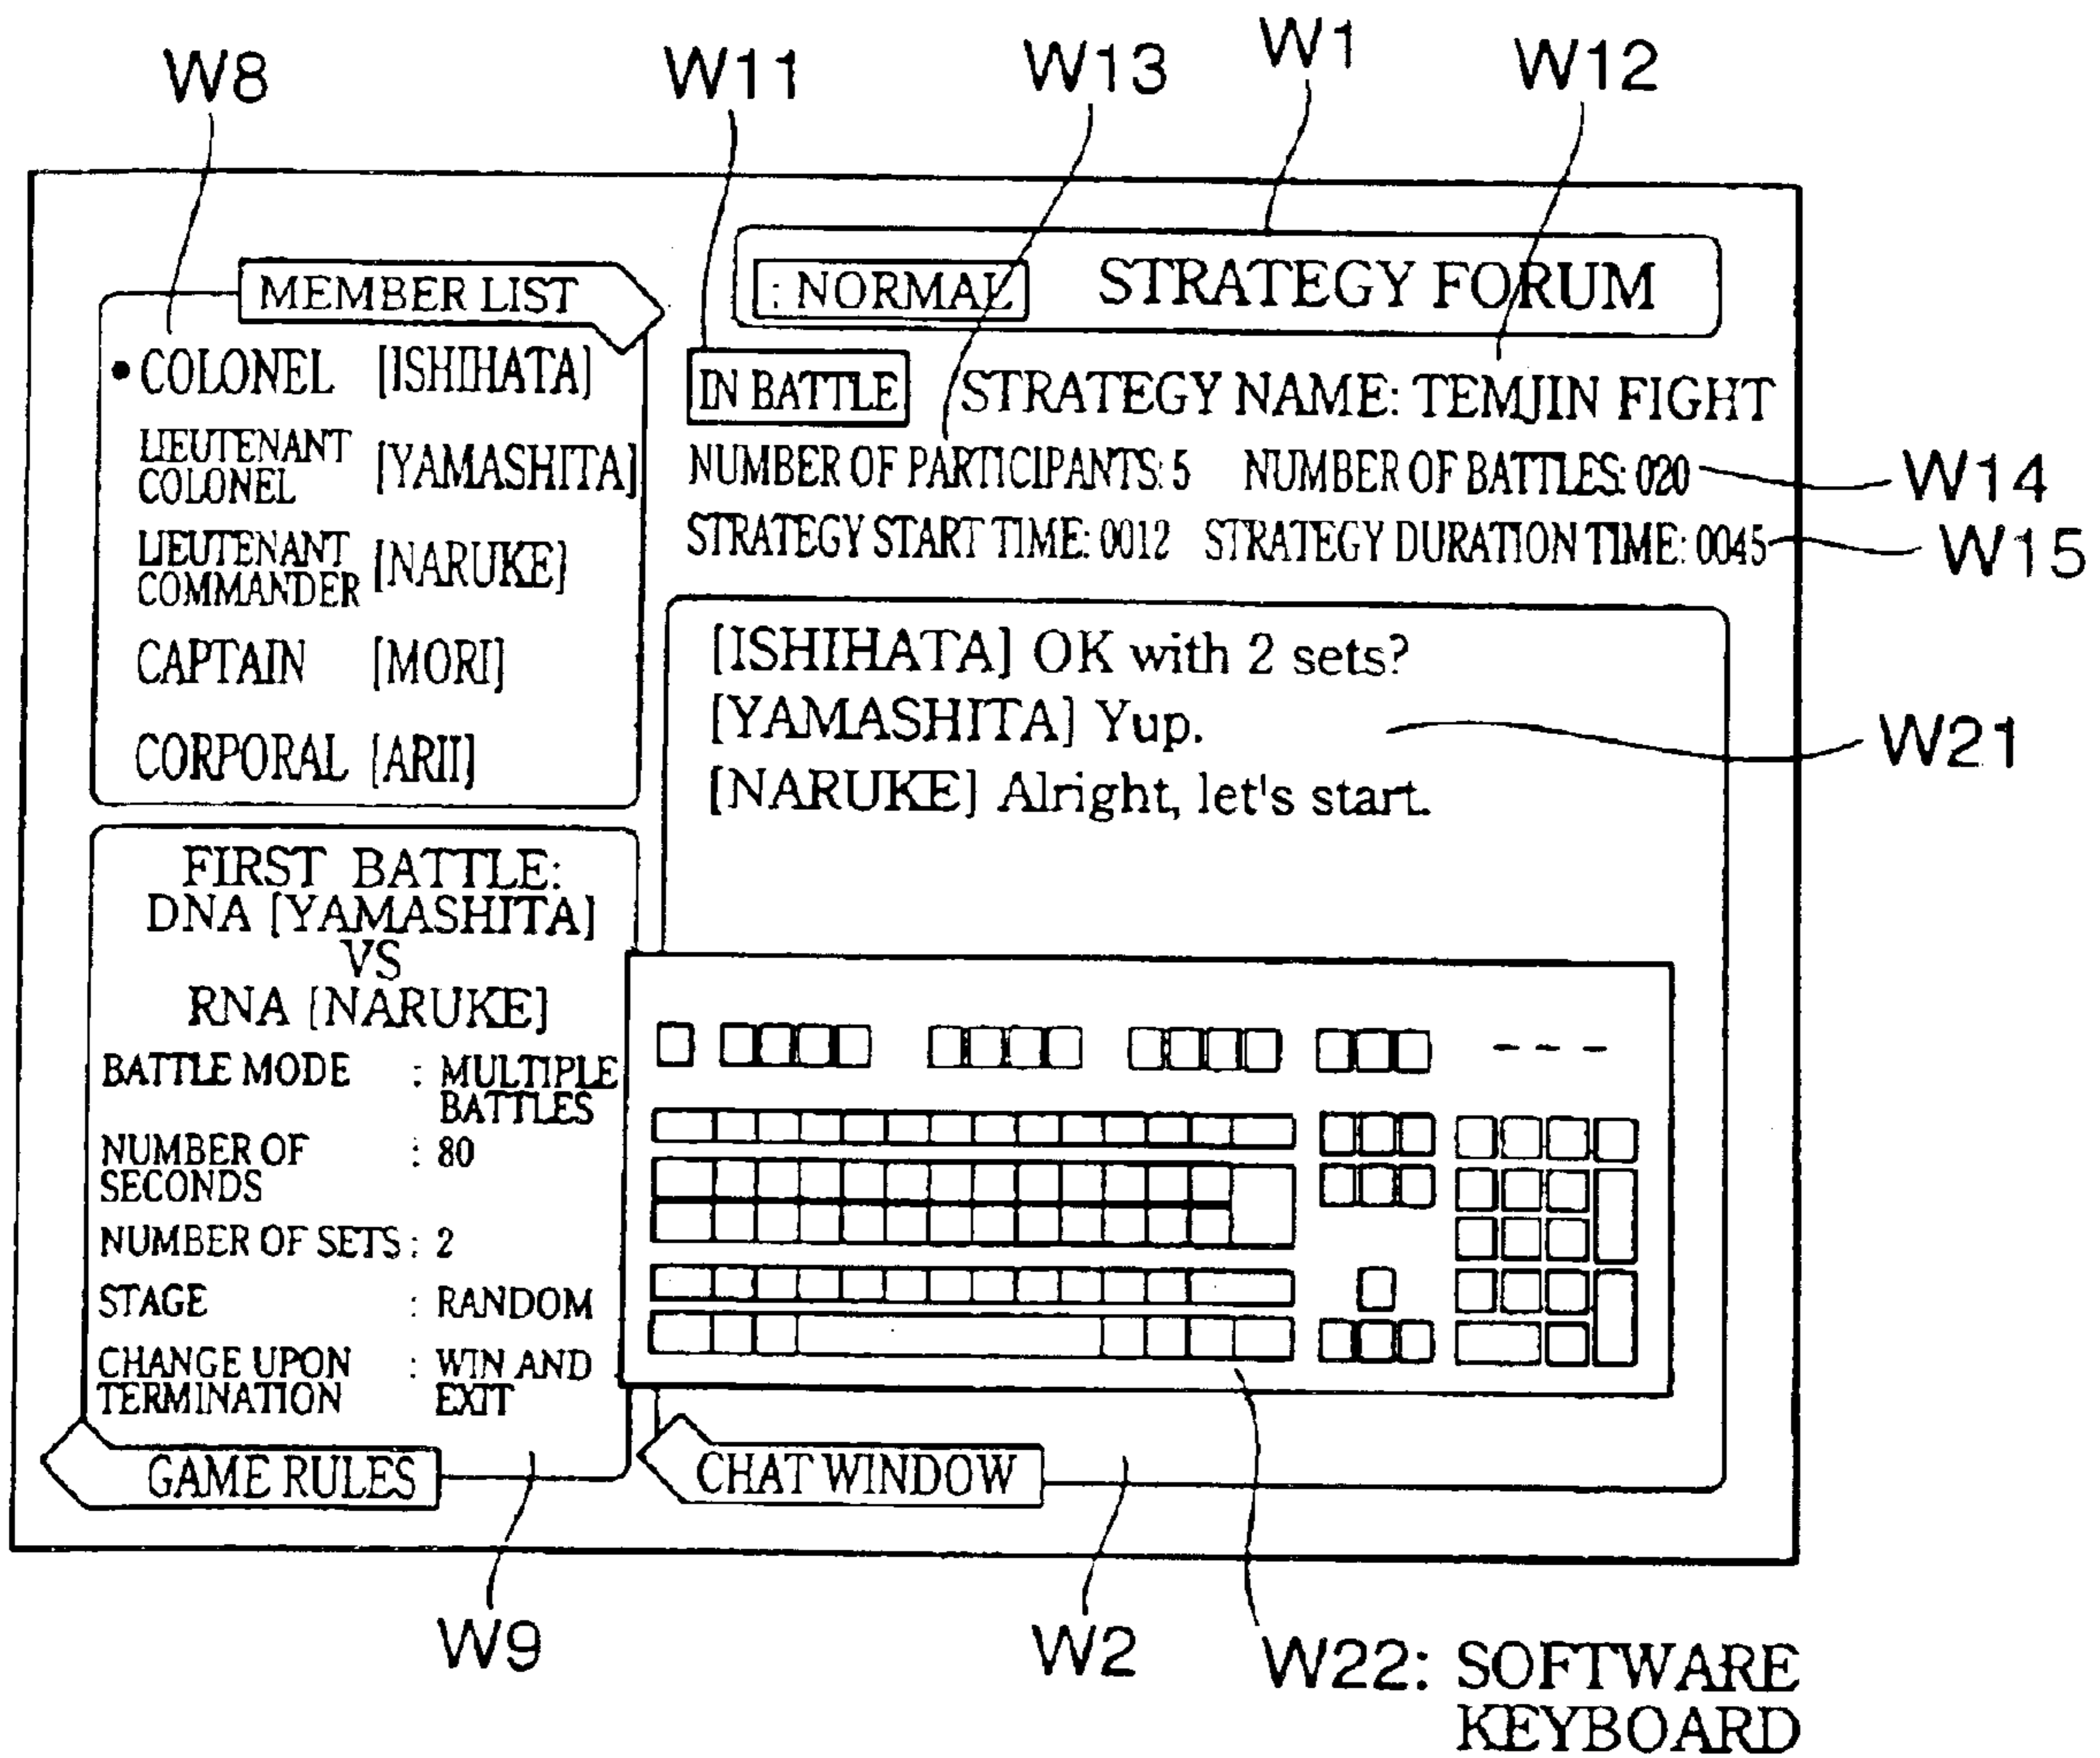 W8 W11 W13 W1 W12
MEMBER LIST
• COLONEL [ISHIHATA]
LIEUTENANT
COLONEL [YAMASHITA]
LIEUTENANT
COMMANDER [NARUKE]
CAPTAIN [MORI]
CORPORAL [ARII]
: NORMAL STRATEGY FORUM
IN BATTLE STRATEGY NAME: TEMJIN FIGHT
NUMBER OF PARTICIPANTS: 5 NUMBER OF BATTLES: 020 W14
STRATEGY START TIME: 0012 STRATEGY DURATION TIME: 0045 W15
[ISHIHATA] OK with 2 sets?
[YAMASHITA] Yup.
[NARUKE] Alright, let's start.
W21
FIRST BATTLE:
DNA [YAMASHITA]
VS
RNA [NARUKE]
BATTLE MODE : MULTIPLE
BATTLES
NUMBER OF : 80
SECONDS
NUMBER OF SETS : 2
STAGE : RANDOM
CHANGE UPON : WIN AND
TERMINATION EXIT
GAME RULES
CHAT WINDOW
W9 W2 W22: SOFTWARE
KEYBOARD